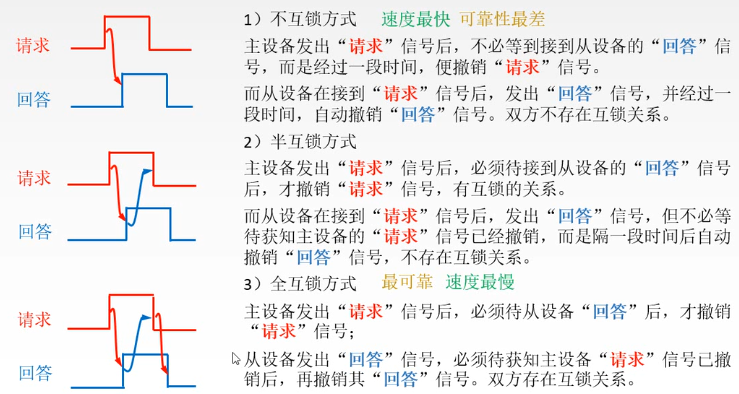 1）不互锁方式 速度最快 可靠性最差
请求
主设备发出“请求”信号后，不必等到接到从设备的“回答”信
号，而是经过一段时间，便撤销“请求”信号。
回答
而从设备在接到“请求”信号后，发出“回答”信号，并经过一
段时间，自动撤销“回答”信号。双方不存在互锁关系。
2）半互锁方式
请求
主设备发出“请求”信号后，必须待接到从设备的“回答”信号
后，才撤销“请求”信号，有互锁的关系。
回答
而从设备在接到“请求”信号后，发出“回答”信号，但不必等
待获知主设备的“请求”信号已经撤销，而是隔一段时间后自动
撤销“回答”信号，不存在互锁关系。
3）全互锁方式 最可靠 速度最慢
请求
主设备发出“请求”信号后，必须待从设备“回答”后，才撤销
“请求”信号；
回答
从设备发出“回答”信号，必须待获知主设备“请求”信号已撤
销后，再撤销其“回答”信号。双方存在互锁关系。